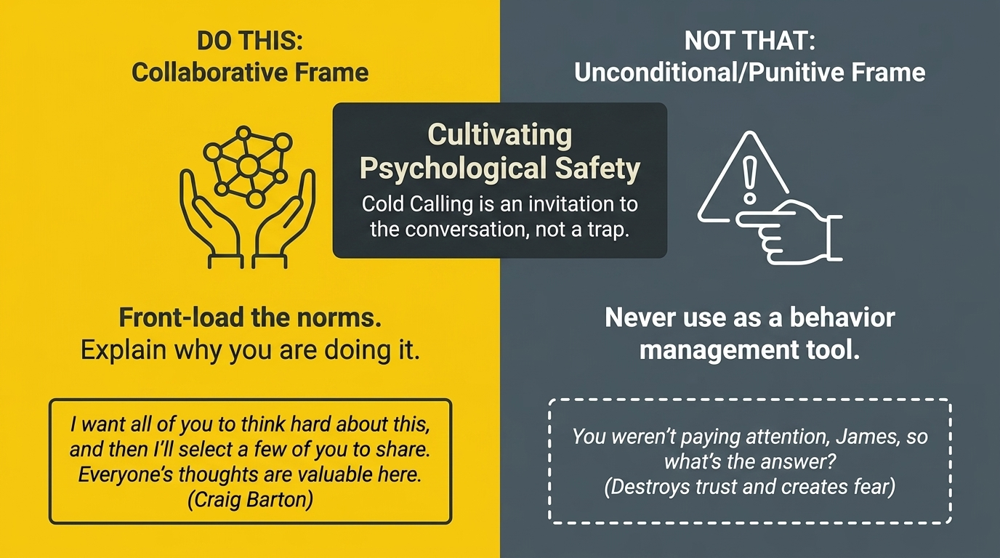 DO THIS:
Collaborative Frame
NOT THAT:
Unconditional/Punitive Frame
Cultivating
Psychological Safety
Cold Calling is an invitation to
the conversation, not a trap.
Front-load the norms.
Explain why you are doing it.
I want all of you to think hard about this,
and then I’ll select a few of you to share.
Everyone’s thoughts are valuable here.
(Craig Barton)
Never use as a behavior
management tool.
You weren’t paying attention, James, so
what’s the answer?
(Destroys trust and creates fear)